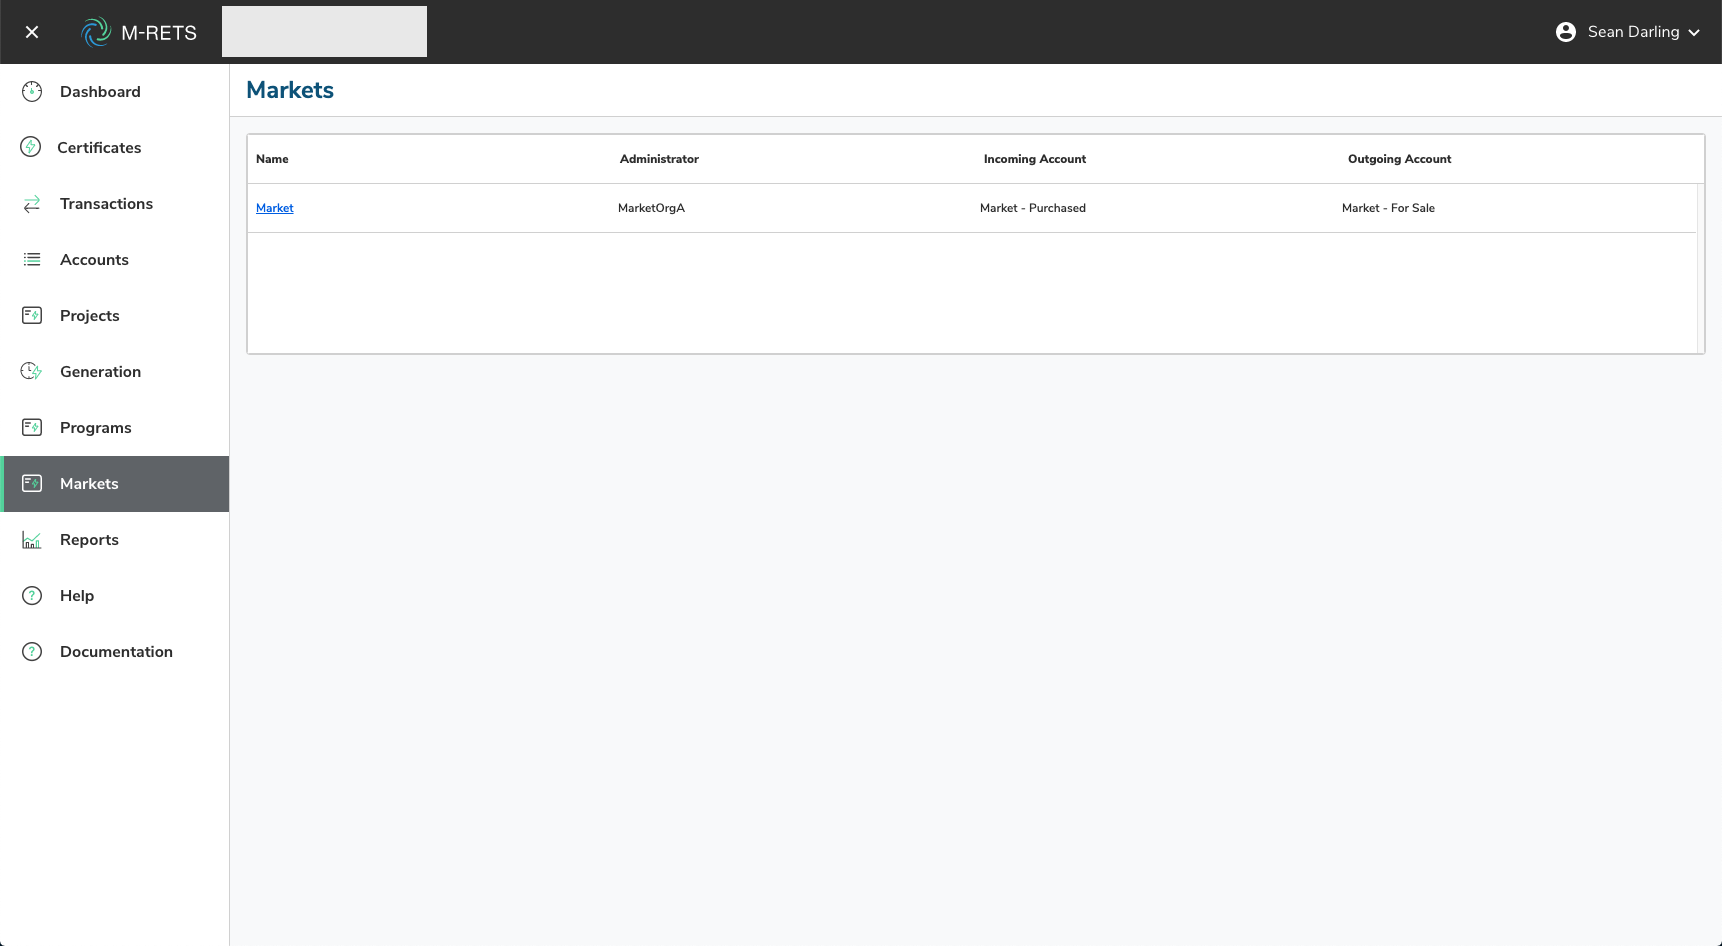 M-RETS
Sean Darling
Dashboard
Certificates
Transactions
Accounts
Projects
Generation
Programs
Markets
Reports
Help
Documentation
Markets
Name Administrator Incoming Account Outgoing Account
Market MarketOrgA Market - Purchased Market - For Sale